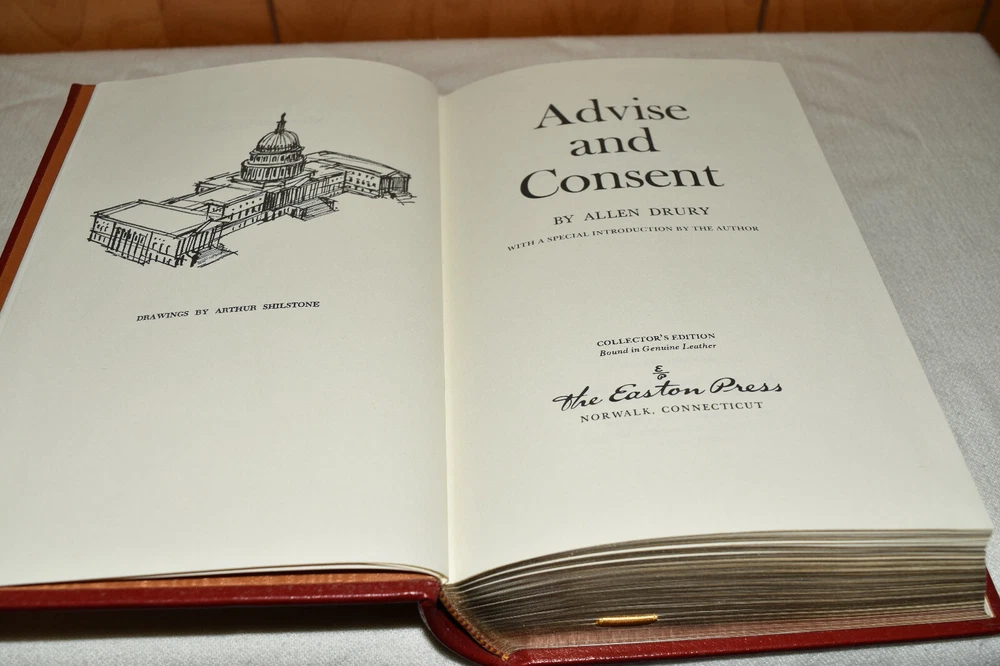 DRAWINGS BY ARTHUR SHILSTONE
Advise
and
Consent
BY ALLEN DRURY
WITH A SPECIAL INTRODUCTION BY THE AUTHOR
COLLECTOR'S EDITION
Bound in Genuine Leather
The Easton Press
NORWALK, CONNECTICUT